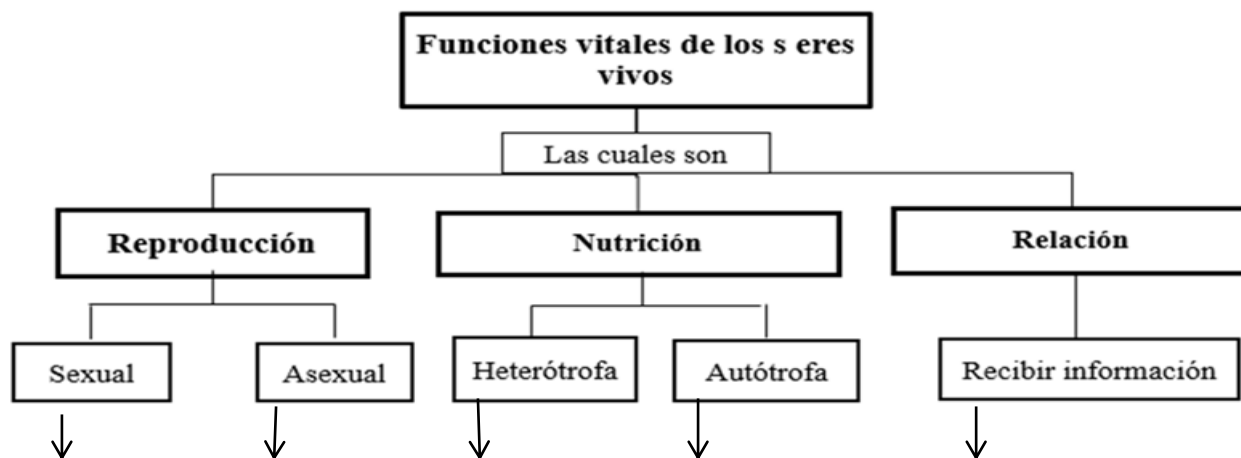 Funciones vitales de los s eres
vivos
Las cuales son
Reproducción
Nutrición
Relación
Sexual
Asexual
Heterótrofa
Autótrofa
Recibir información